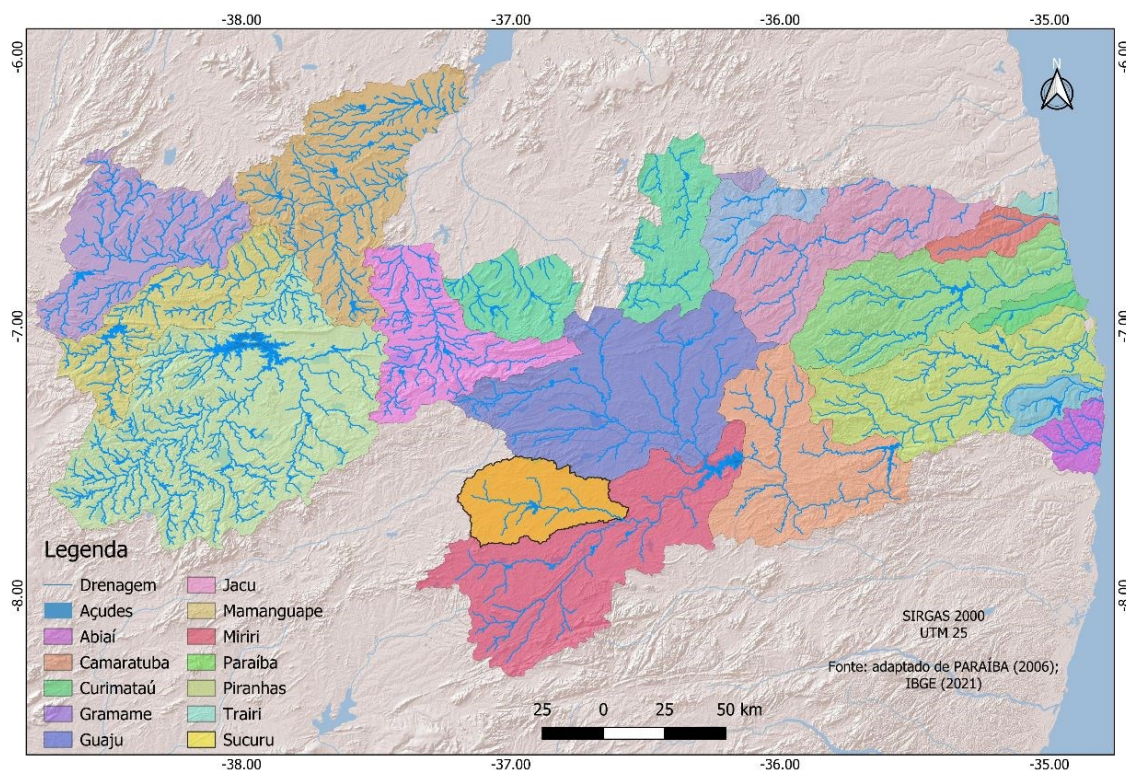 -38.00 -37.00 -36.00 -35.00
-6.00 -6.00
N
-7.00 -7.00
-8.00 -8.00
Legenda
Drenagem
Açudes
Abiaí
Camaratuba
Curimataú
Gramame
Guaju
Jacu
Mamanguape
Miriri
Paraíba
Piranhas
Trairi
Sucuru
SIRGAS 2000
UTM 25
Fonte: adaptado de PARAÍBA (2006);
IBGE (2021)
25 0 25 50 km
-38.00 -37.00 -36.00 -35.00